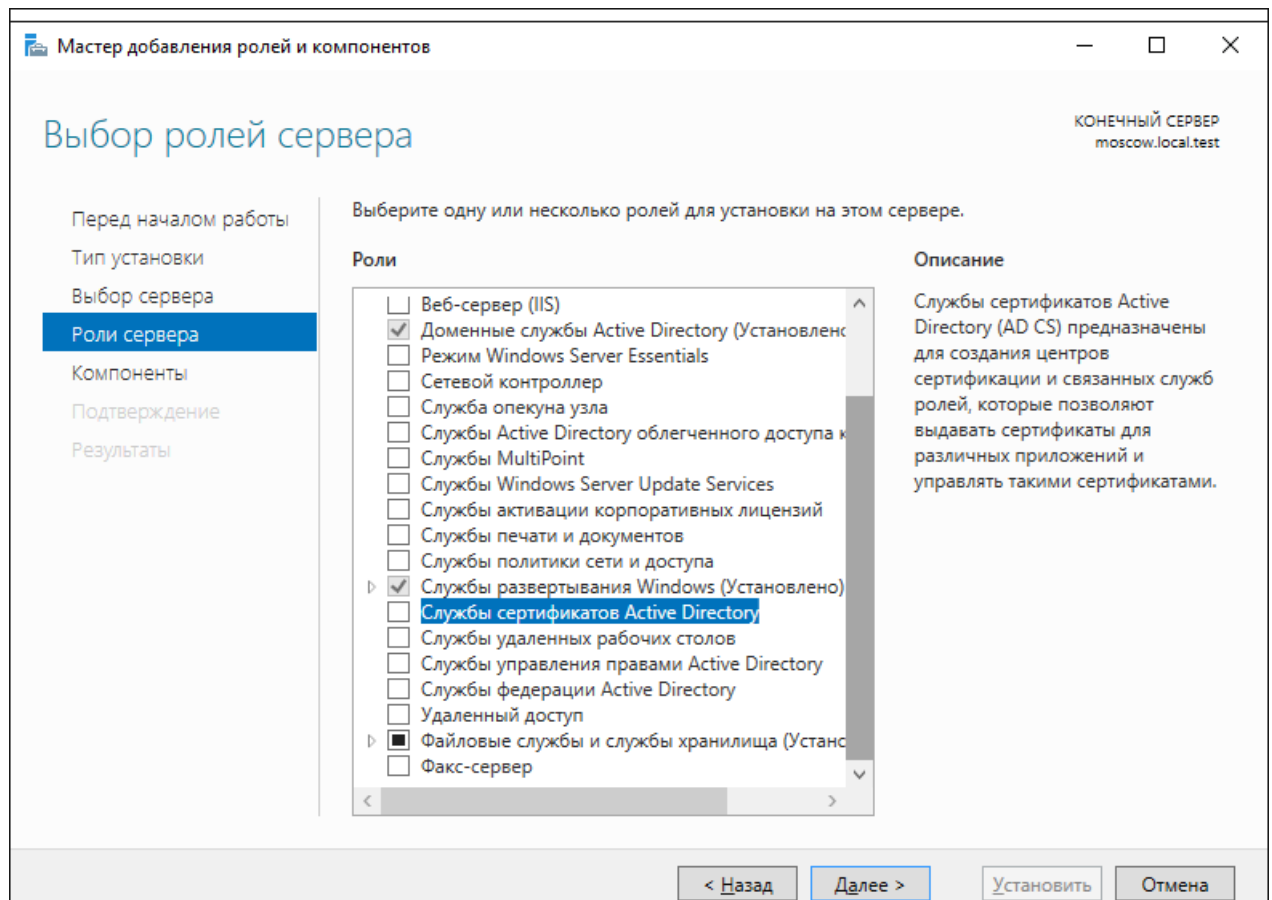 Мастер добавления ролей и компонентов
Выбор ролей сервера
КОНЕЧНЫЙ СЕРВЕР
moscow.local.test
Перед началом работы
Тип установки
Выбор сервера
Роли сервера
Компоненты
Подтверждение
Результаты
Выберите одну или несколько ролей для установки на этом сервере.
Роли
Веб-сервер (IIS)
Доменные службы Active Directory (Установлено
Режим Windows Server Essentials
Сетевой контроллер
Служба опекуна узла
Службы Active Directory облегченного доступа к
Службы MultiPoint
Службы Windows Server Update Services
Службы активации корпоративных лицензий
Службы печати и документов
Службы политики сети и доступа
Службы развертывания Windows (Установлено)
Службы сертификатов Active Directory
Службы удаленных рабочих столов
Службы управления правами Active Directory
Службы федерации Active Directory
Удаленный доступ
Файловые службы и службы хранилища (Устано
Факс-сервер
Описание
Службы сертификатов Active
Directory (AD CS) предназначены
для создания центров
сертификации и связанных служб
ролей, которые позволяют
выдавать сертификаты для
различных приложений и
управлять такими сертификатами.
< Назад
Далее >
Установить
Отмена